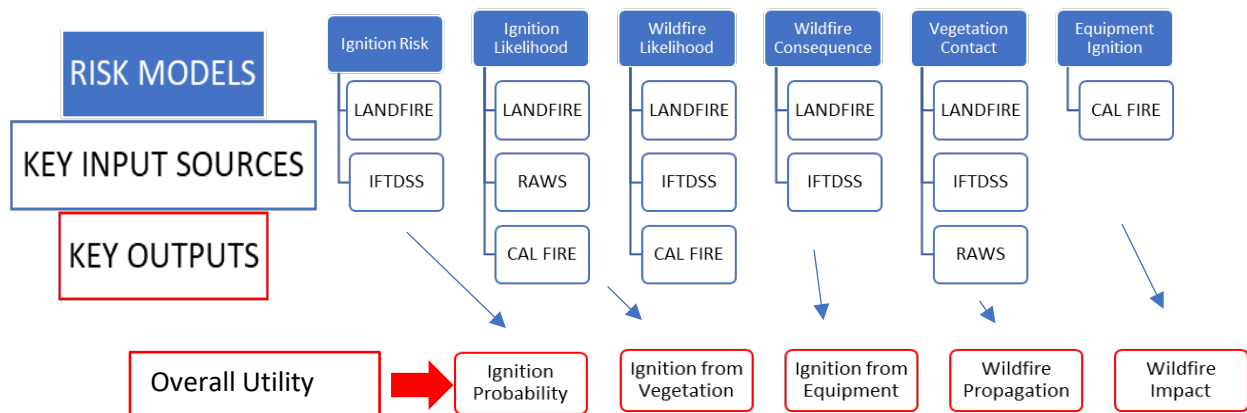 RISK MODELS
KEY INPUT SOURCES
KEY OUTPUTS
Ignition Risk
LANDFIRE
IFTDSS
Ignition
Likelihood
LANDFIRE
RAWS
CAL FIRE
Wildfire
Likelihood
LANDFIRE
IFTDSS
CAL FIRE
Wildfire
Consequence
LANDFIRE
IFTDSS
Vegetation
Contact
LANDFIRE
IFTDSS
RAWS
Equipment
Ignition
CAL FIRE
Overall Utility
Ignition
Probability
Ignition from
Vegetation
Ignition from
Equipment
Wildfire
Propagation
Wildfire
Impact